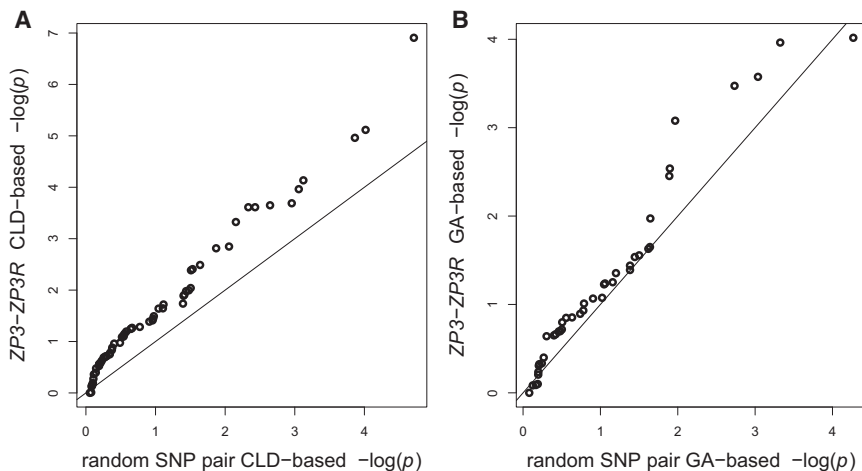 A
ZP3−ZP3R CLD−based −log(p)
7
6
5
4
3
2
1
0
0 1 2 3 4
random SNP pair CLD−based −log(p)
B
ZP3−ZP3R GA−based −log(p)
4
3
2
1
0
0 1 2 3 4
random SNP pair GA−based −log(p)